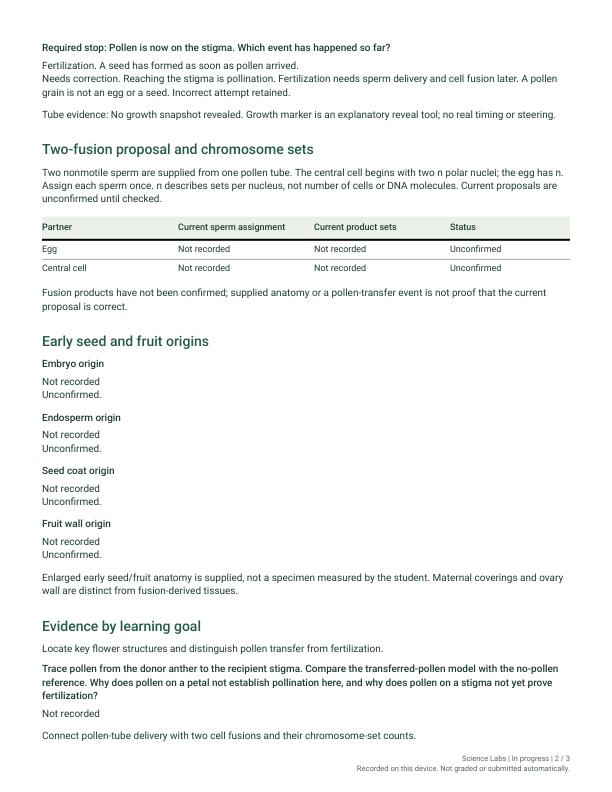 Required stop: Pollen is now on the stigma. Which event has happened so far?
Fertilization. A seed has formed as soon as pollen arrived.
Needs correction. Reaching the stigma is pollination. Fertilization needs sperm delivery and cell fusion later. A pollen
grain is not an egg or a seed. Incorrect attempt retained.
Tube evidence: No growth snapshot revealed. Growth marker is an explanatory reveal tool; no real timing or steering.
Two-fusion proposal and chromosome sets
Two nonmotile sperm are supplied from one pollen tube. The central cell begins with two n polar nuclei; the egg has n.
Assign each sperm once. n describes sets per nucleus, not number of cells or DNA molecules. Current proposals are
unconfirmed until checked.
Partner Current sperm assignment Current product sets Status
Egg Not recorded Not recorded Unconfirmed
Central cell Not recorded Not recorded Unconfirmed
Fusion products have not been confirmed; supplied anatomy or a pollen-transfer event is not proof that the current
proposal is correct.
Early seed and fruit origins
Embryo origin
Not recorded
Unconfirmed.
Endosperm origin
Not recorded
Unconfirmed.
Seed coat origin
Not recorded
Unconfirmed.
Fruit wall origin
Not recorded
Unconfirmed.
Enlarged early seed/fruit anatomy is supplied, not a specimen measured by the student. Maternal coverings and ovary
wall are distinct from fusion-derived tissues.
Evidence by learning goal
Locate key flower structures and distinguish pollen transfer from fertilization.
Trace pollen from the donor anther to the recipient stigma. Compare the transferred-pollen model with the no-pollen
reference. Why does pollen on a petal not establish pollination here, and why does pollen on a stigma not yet prove
fertilization?
Not recorded
Connect pollen-tube delivery with two cell fusions and their chromosome-set counts.
Science Labs | In progress | 2 / 3
Recorded on this device. Not graded or submitted automatically.